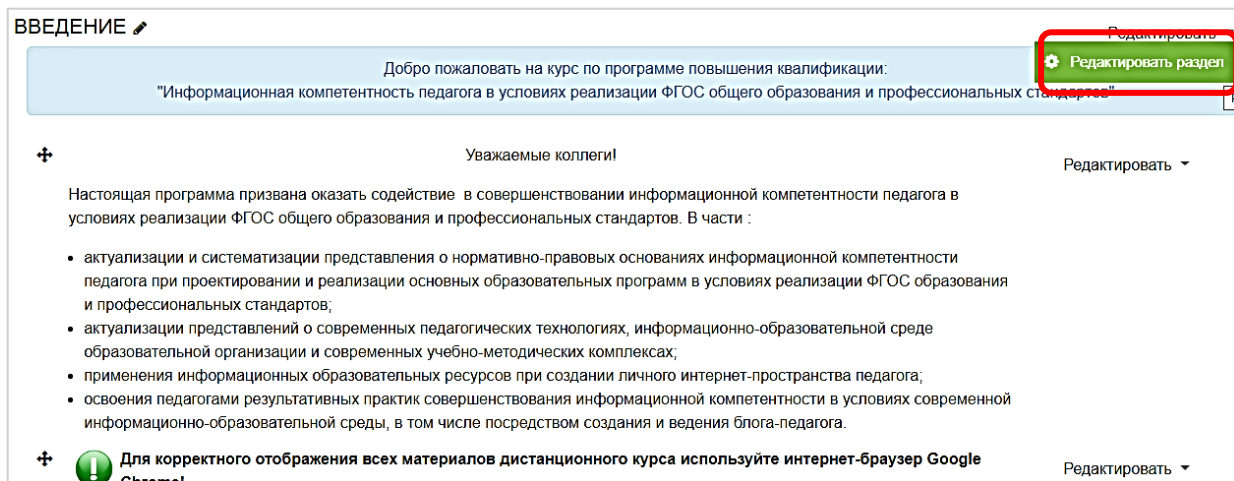 ВВЕДЕНИЕ
Редактировать
Редактировать раздел
Добро пожаловать на курс по программе повышения квалификации:
"Информационная компетентность педагога в условиях реализации ФГОС общего образования и профессиональных стандартов"
Уважаемые коллеги!
Редактировать
Настоящая программа призвана оказать содействие в совершенствовании информационной компетентности педагога в
условиях реализации ФГОС общего образования и профессиональных стандартов. В части :
• актуализации и систематизации представления о нормативно-правовых основаниях информационной компетентности
педагога при проектировании и реализации основных образовательных программ в условиях реализации ФГОС образования
и профессиональных стандартов;
• актуализации представлений о современных педагогических технологиях, информационно-образовательной среде
образовательной организации и современных учебно-методических комплексах;
• применения информационных образовательных ресурсов при создании личного интернет-пространства педагога;
• освоения педагогами результативных практик совершенствования информационной компетентности в условиях современной
информационно-образовательной среды, в том числе посредством создания и ведения блога-педагога.
Для корректного отображения всех материалов дистанционного курса используйте интернет-браузер Google
Chrome!
Редактировать